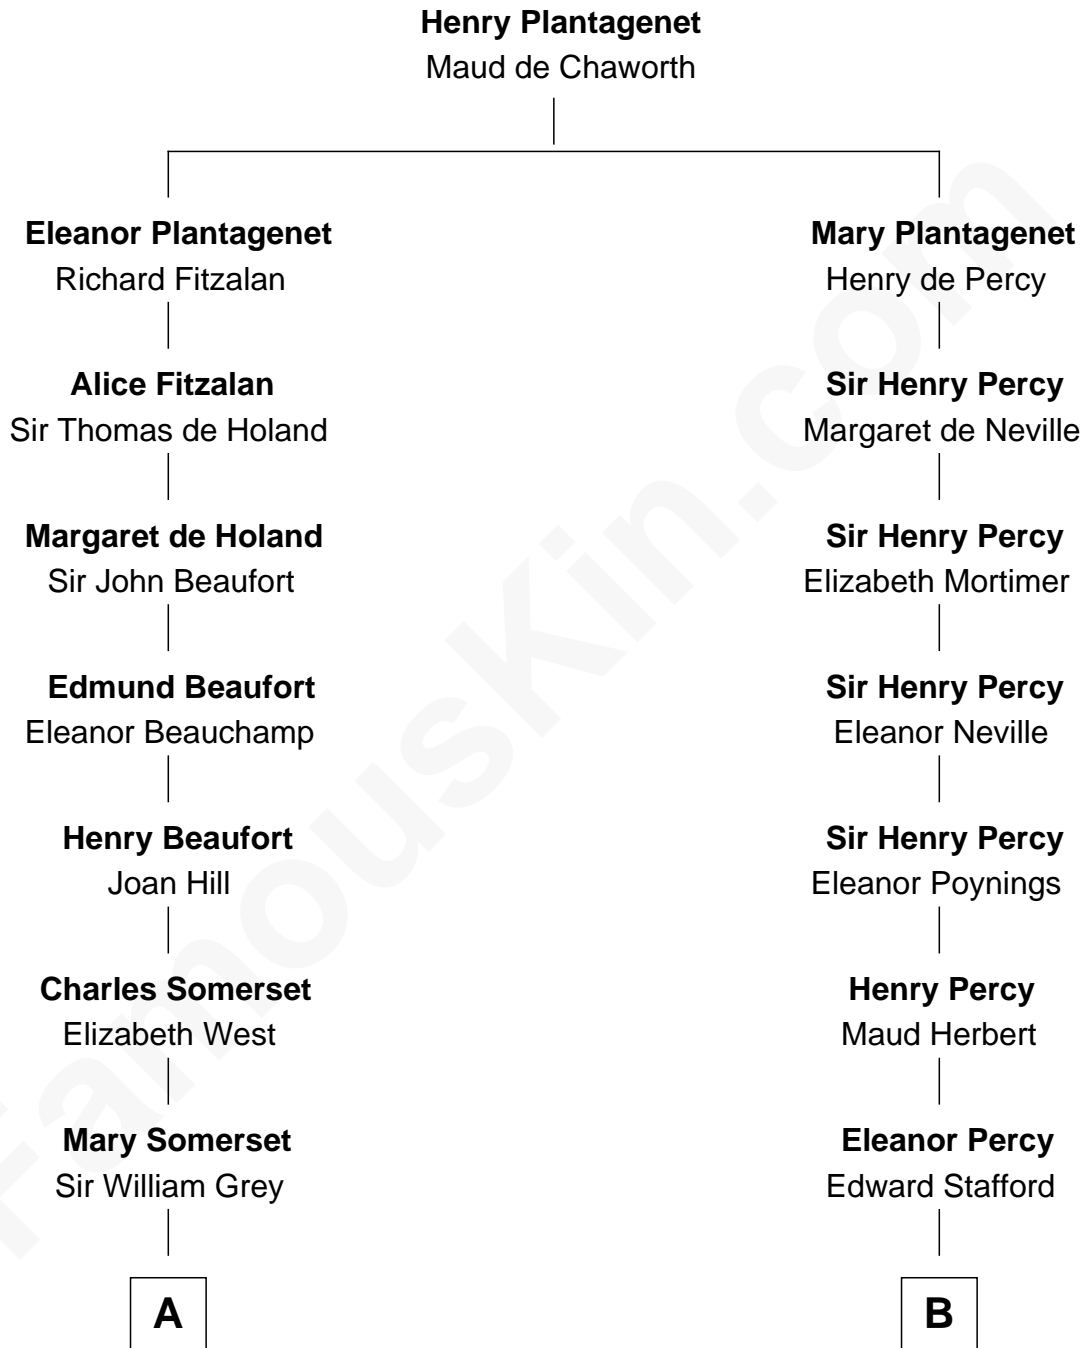 Henry Plantagenet
Maud de Chaworth
Eleanor Plantagenet
Richard Fitzalan
Mary Plantagenet
Henry de Percy
Alice Fitzalan
Sir Thomas de Holand
Sir Henry Percy
Margaret de Neville
Margaret de Holand
Sir John Beaufort
Sir Henry Percy
Elizabeth Mortimer
Edmund Beaufort
Eleanor Beauchamp
Sir Henry Percy
Eleanor Neville
Henry Beaufort
Joan Hill
Sir Henry Percy
Eleanor Poynings
Charles Somerset
Elizabeth West
Henry Percy
Maud Herbert
Mary Somerset
Sir William Grey
Eleanor Percy
Edward Stafford
A
B
FamousKin.com